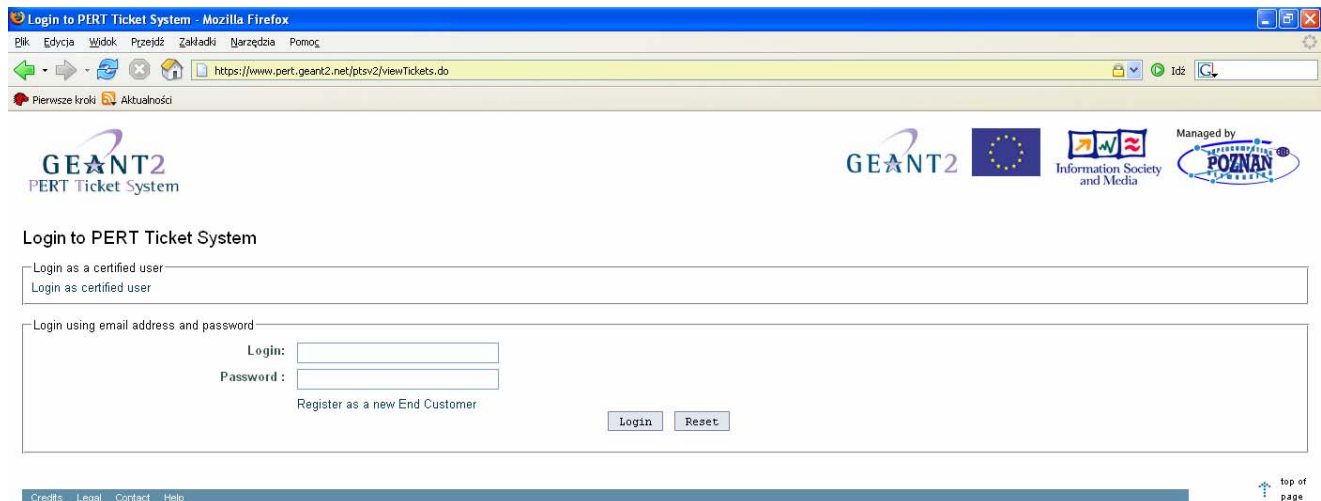 Login to PERT Ticket System - Mozilla Firefox
Plik Edycja Widok Przejdź Zakładki Narzędzia Pomoc
https://www.pert.geant2.net/ptsv2/viewTickets.do
Idź
Pierwsze kroki Aktualności
GEANT2
PERT Ticket System
GEANT2
Information Society
and Media
Managed by
POZNAŃ
Login to PERT Ticket System
Login as a certified user
Login as certified user
Login using email address and password
Login:
Password :
Register as a new End Customer
Login Reset
Credits Legal Contact Help
top of
page